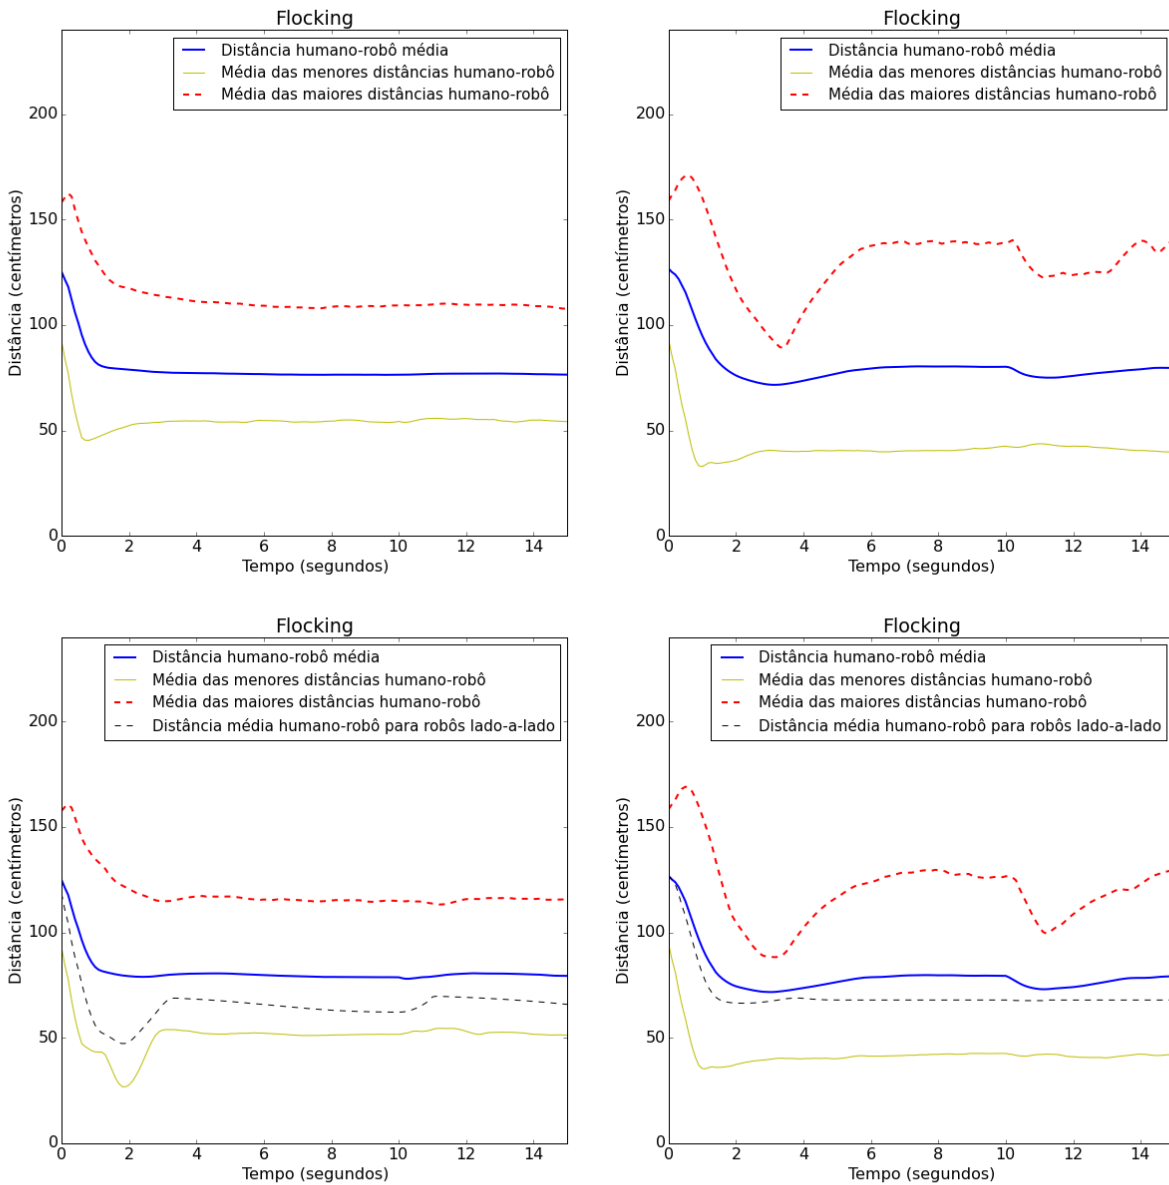 Flocking
Distância humano-robô média
Média das menores distâncias humano-robô
Média das maiores distâncias humano-robô
Distância (centímetros)
200
150
100
50
0
0 2 4 6 8 10 12 14
Tempo (segundos)
Flocking
Distância humano-robô média
Média das menores distâncias humano-robô
Média das maiores distâncias humano-robô
Distância (centímetros)
200
150
100
50
0
0 2 4 6 8 10 12 14
Tempo (segundos)
Flocking
Distância humano-robô média
Média das menores distâncias humano-robô
Média das maiores distâncias humano-robô
Distância média humano-robô para robôs lado-a-lado
Distância (centímetros)
200
150
100
50
0
0 2 4 6 8 10 12 14
Tempo (segundos)
Flocking
Distância humano-robô média
Média das menores distâncias humano-robô
Média das maiores distâncias humano-robô
Distância média humano-robô para robôs lado-a-lado
Distância (centímetros)
200
150
100
50
0
0 2 4 6 8 10 12 14
Tempo (segundos)